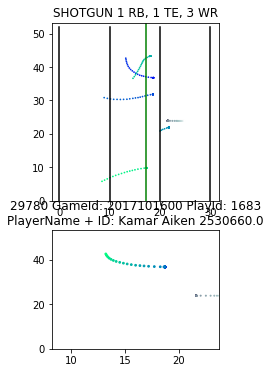 SHOTGUN 1 RB, 1 TE, 3 WR
50
40
30
20
10
0
0 10 20 30
29780 GameId: 2017101600 PlayId: 1683
PlayerName + ID: Kamar Aiken 2530660.0
40
20
0
10 15 20